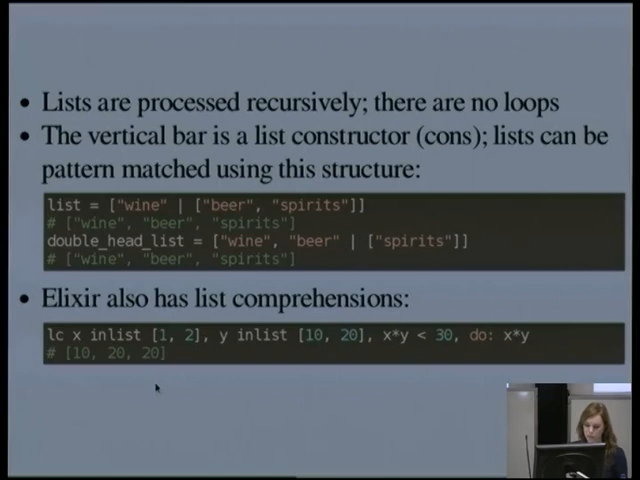 • Lists are processed recursively; there are no loops
• The vertical bar is a list constructor (cons); lists can be
pattern matched using this structure:
list = ["wine" | ["beer", "spirits"]]
# ["wine", "beer", "spirits"]
double_head_list = ["wine", "beer" | ["spirits"]]
# ["wine", "beer", "spirits"]
• Elixir also has list comprehensions:
lc x inlist [1, 2], y inlist [10, 20], x*y < 30, do: x*y
# [10, 20, 20]